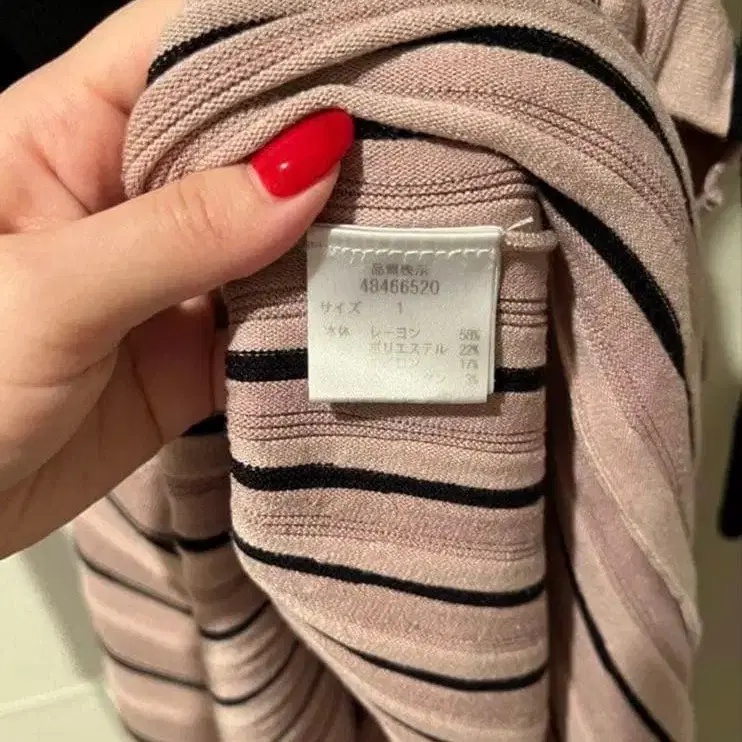 品質表示
48466520
サイズ 1
本体 レーヨン 58%
ポリエステル 22%
17%
3%